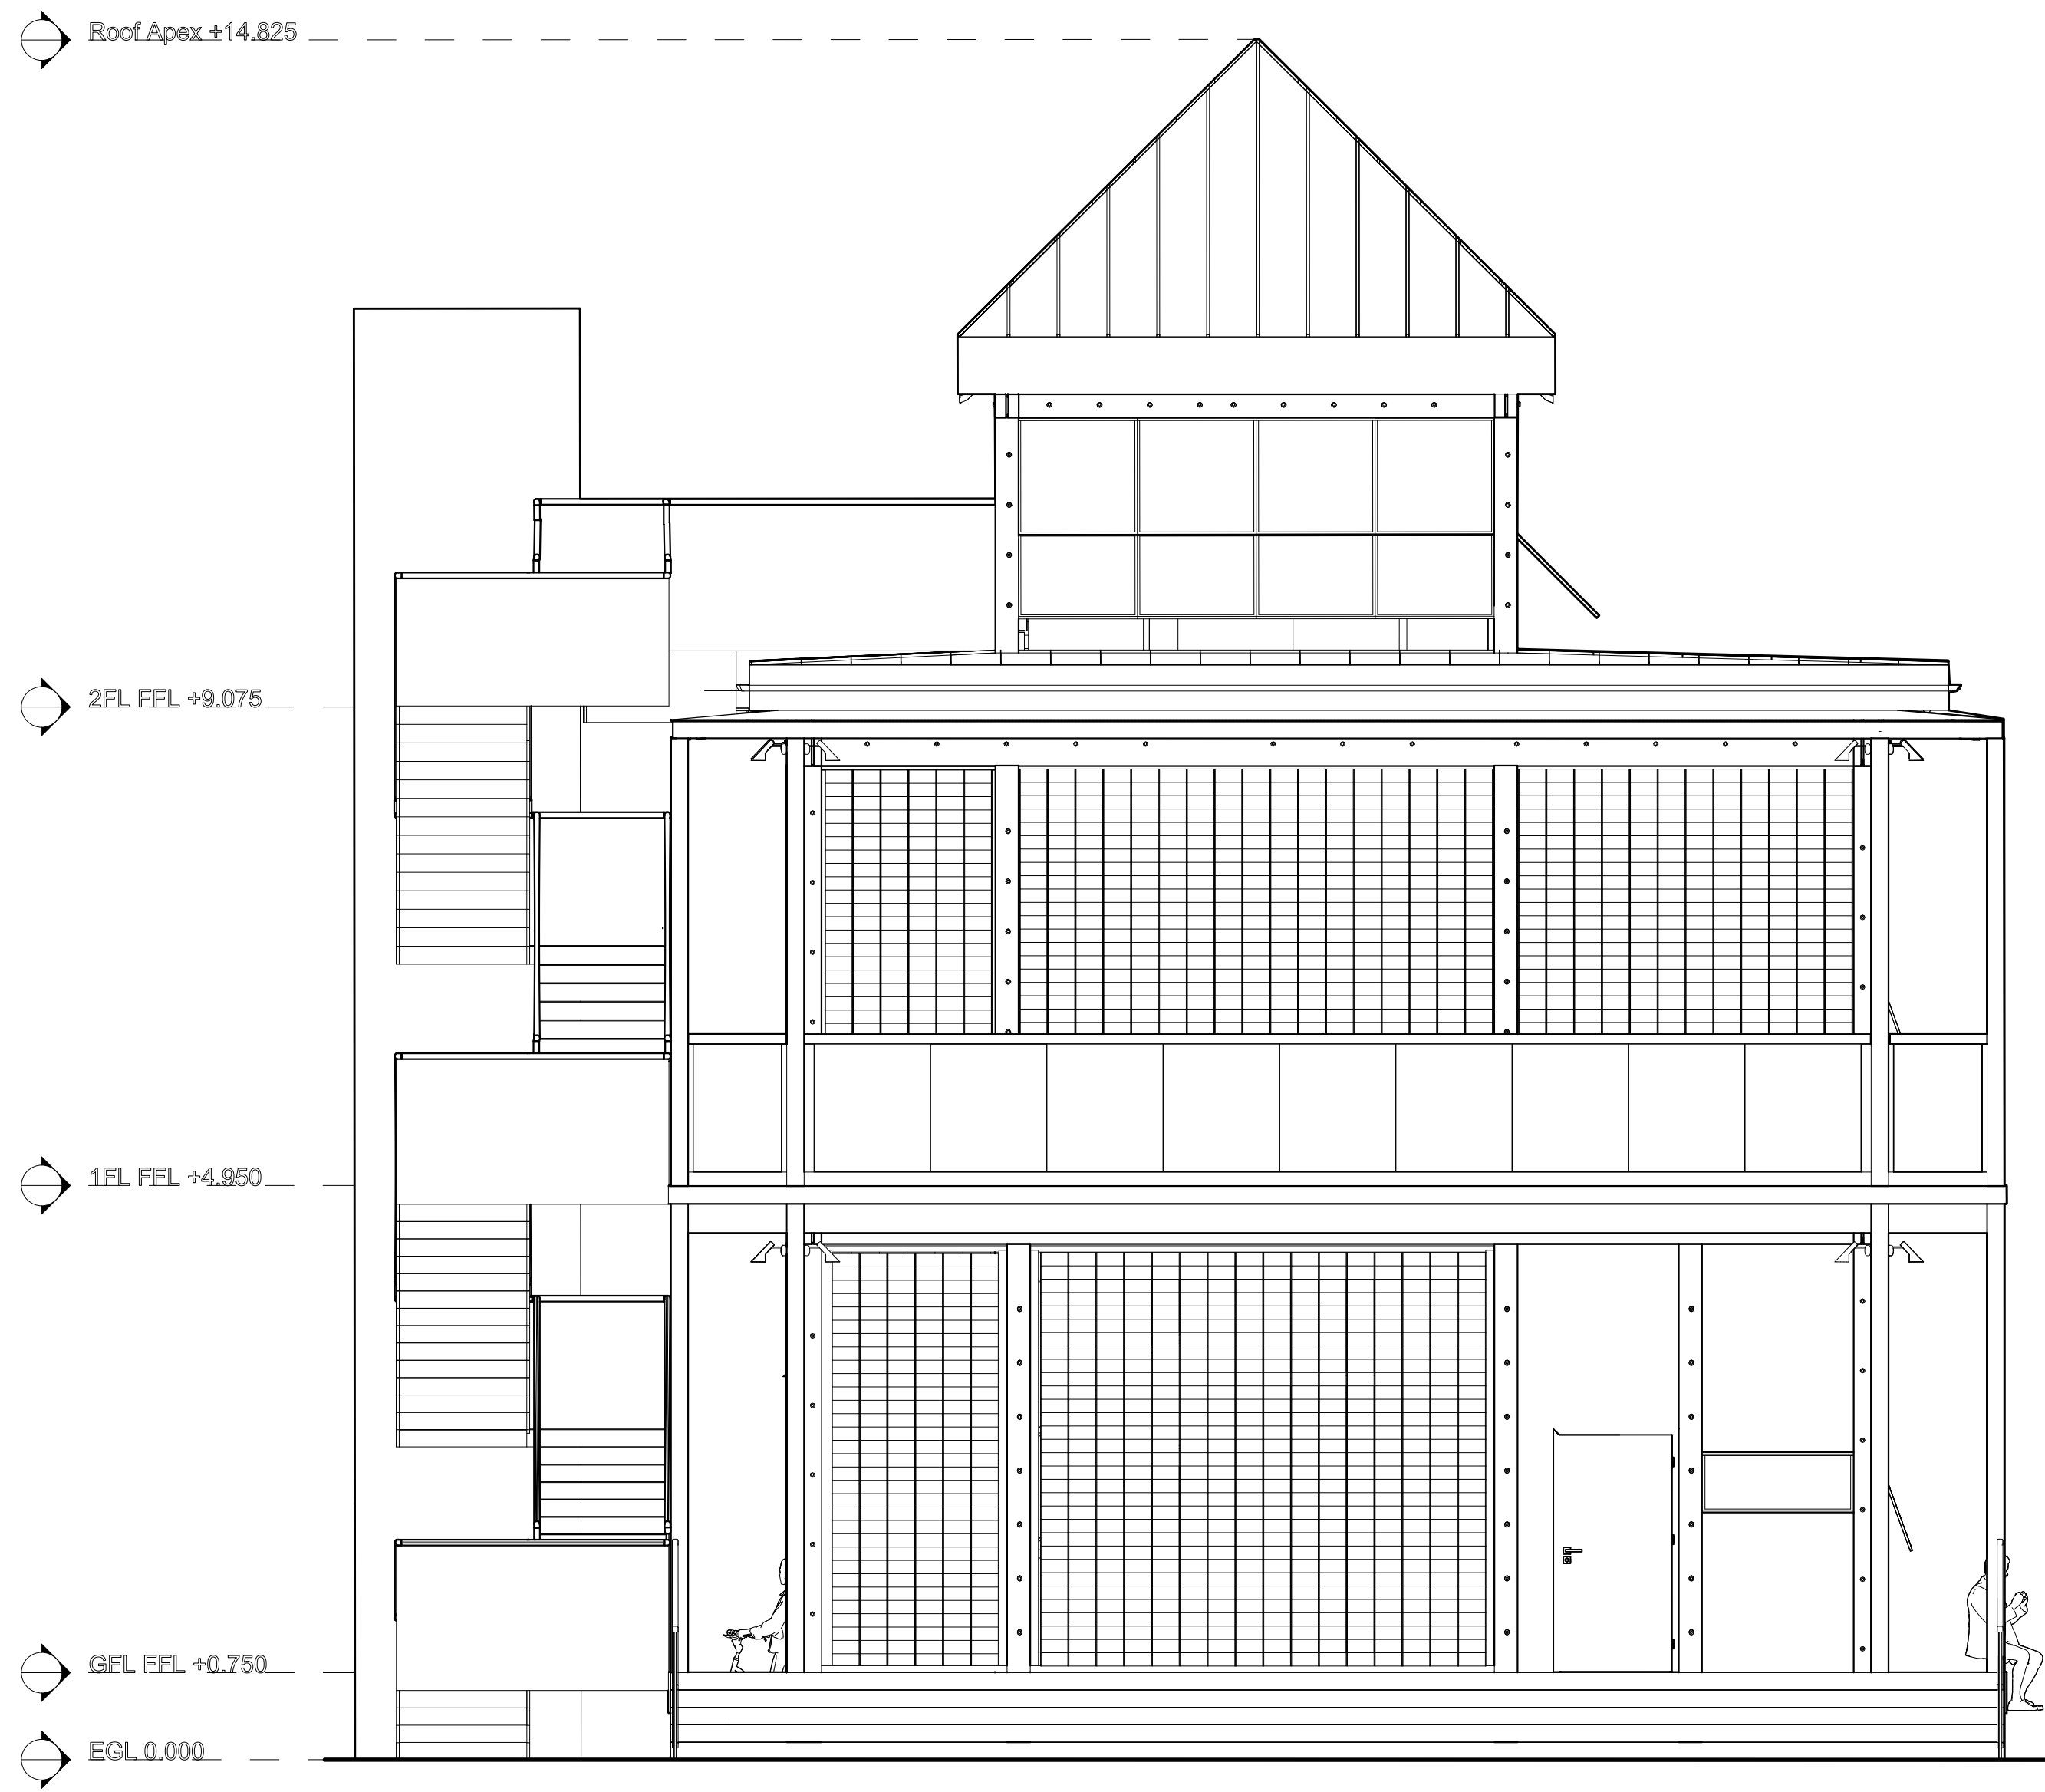 Roof Apex +14.825
2FL FFL +9.075
1FL FFL +4.950
GFL FFL +0.750
EGL 0.000